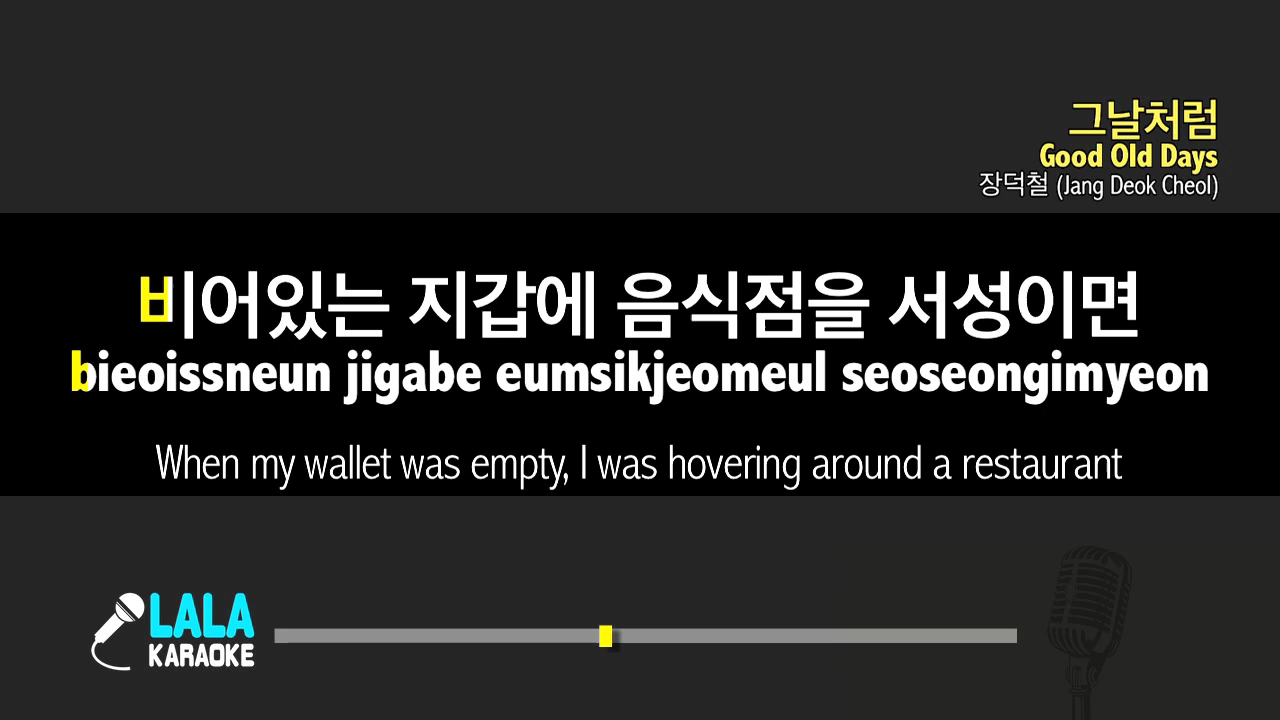 그날처럼
Good Old Days
장덕철 (Jang Deok Cheol)
비어있는 지갑에 음식점을 서성이면
bieoissneun jigabe eumsikjeomeul seoseongimyeon
When my wallet was empty, I was hovering around a restaurant
LALA
KARAOKE